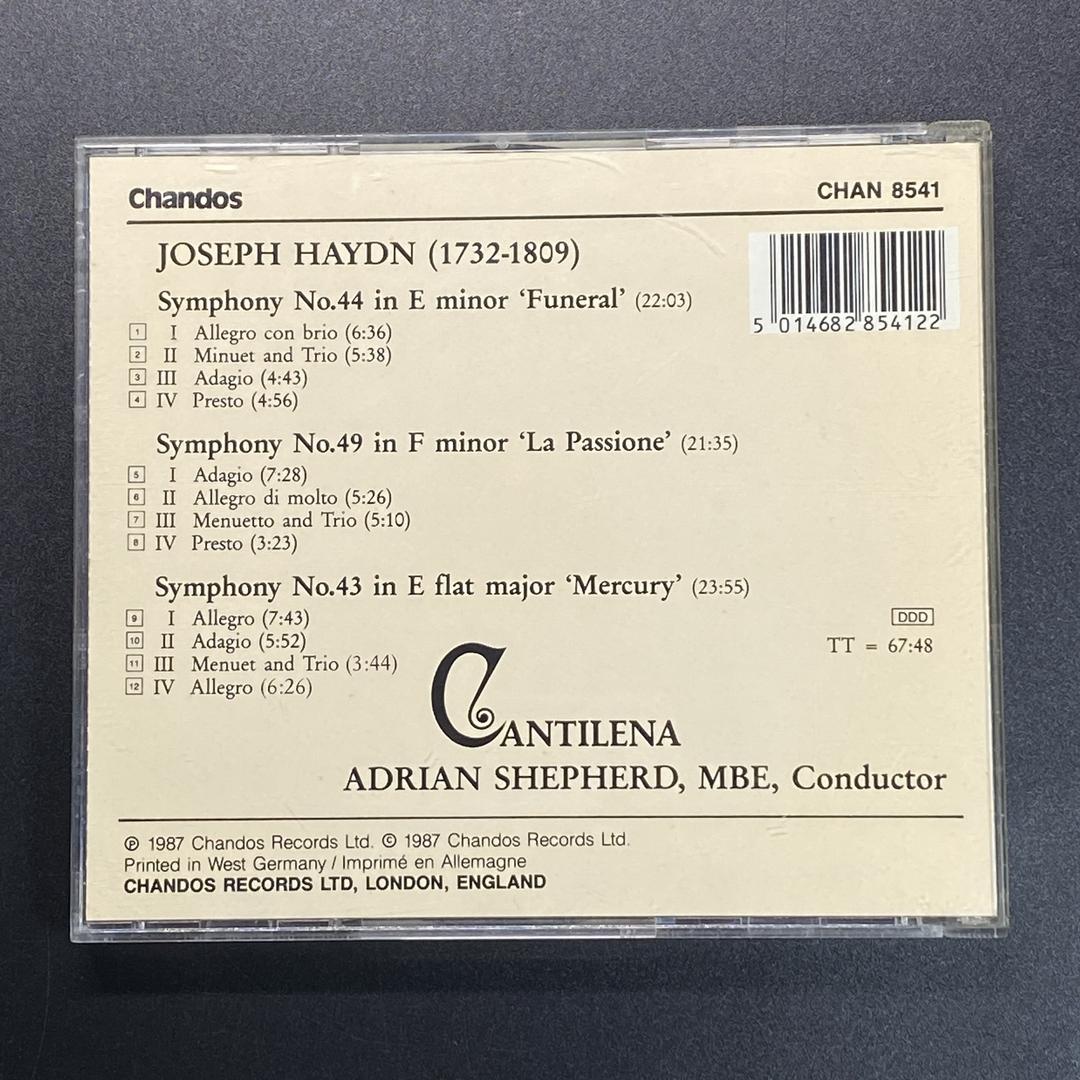 Chandos
CHAN 8541
JOSEPH HAYDN (1732-1809)
5 014682 854122
Symphony No.44 in E minor ‘Funeral’ (22:03)
1 I Allegro con brio (6:36)
2 II Minuet and Trio (5:38)
3 III Adagio (4:43)
4 IV Presto (4:56)
Symphony No.49 in F minor ‘La Passione’ (21:35)
5 I Adagio (7:28)
6 II Allegro di molto (5:26)
7 III Menuetto and Trio (5:10)
8 IV Presto (3:23)
Symphony No.43 in E flat major ‘Mercury’ (23:55)
9 I Allegro (7:43)
10 II Adagio (5:52)
11 III Menuet and Trio (3:44)
12 IV Allegro (6:26)
DDD
TT = 67:48
CANTILENA
ADRIAN SHEPHERD, MBE, Conductor
℗ 1987 Chandos Records Ltd. © 1987 Chandos Records Ltd.
Printed in West Germany / Imprimé en Allemagne
CHANDOS RECORDS LTD, LONDON, ENGLAND